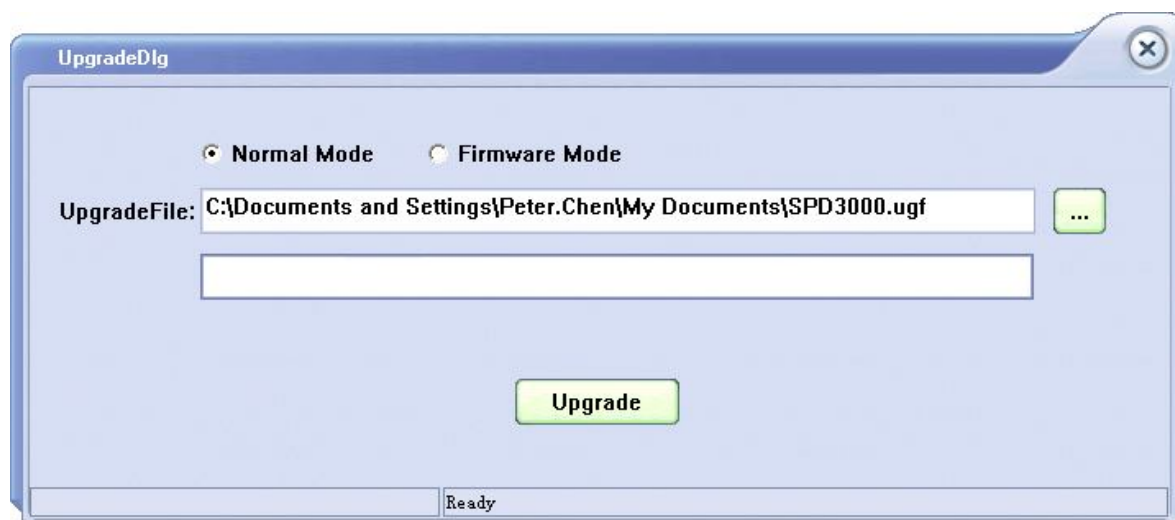 UpgradeDlg
Normal Mode Firmware Mode
UpgradeFile: C:\Documents and Settings\Peter.Chen\My Documents\SPD3000.ugf ...
Upgrade
Ready